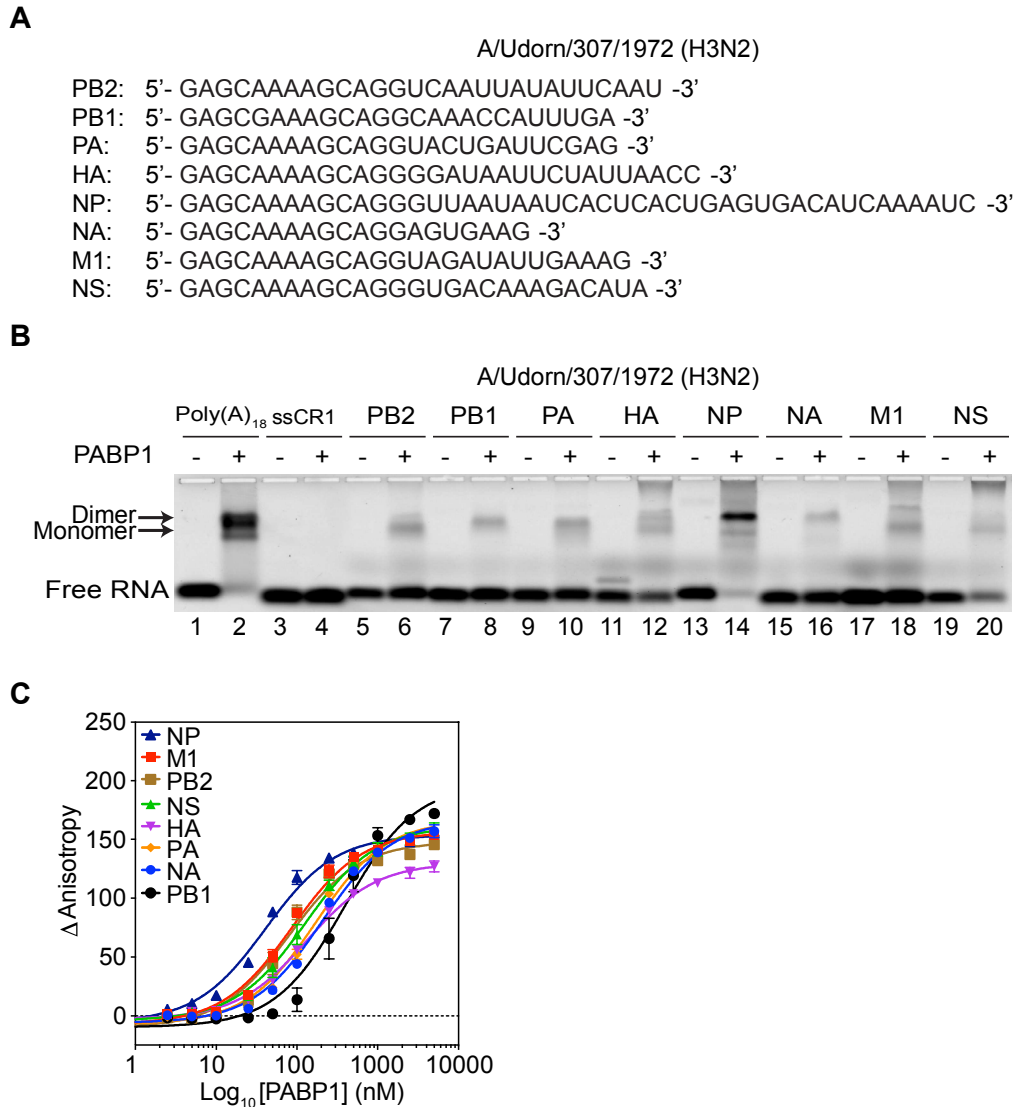 A
A/Udorn/307/1972 (H3N2)
PB2: 5'- GAGCAAAAGCAGGUCAAUUAUAUUCAAU -3'
PB1: 5'- GAGCGAAAGCAGGCAAACCAUUUGA -3'
PA: 5'- GAGCAAAAGCAGGUACUGAUUCGAG -3'
HA: 5'- GAGCAAAAGCAGGGGAUAAUUCUAUUAACC -3'
NP: 5'- GAGCAAAAGCAGGGUUAAUAAUCACUCACUGAGUGACAUCAAAAUC -3'
NA: 5'- GAGCAAAAGCAGGAGUGAAG -3'
M1: 5'- GAGCAAAAGCAGGUAGAUAUUGAAAG -3'
NS: 5'- GAGCAAAAGCAGGGUGACAAAGACAUA -3'
B
A/Udorn/307/1972 (H3N2)
Poly(A)18 ssCR1 PB2 PB1 PA HA NP NA M1 NS
PABP1 - + - + - + - + - + - + - + - + - + - +
Dimer
Monomer
Free RNA
1 2 3 4 5 6 7 8 9 10 11 12 13 14 15 16 17 18 19 20
C
250
200
150
100
50
0
Δ Anisotropy
NP
M1
PB2
NS
HA
PA
NA
PB1
1 10 100 1000 10000
Log10[PABP1] (nM)